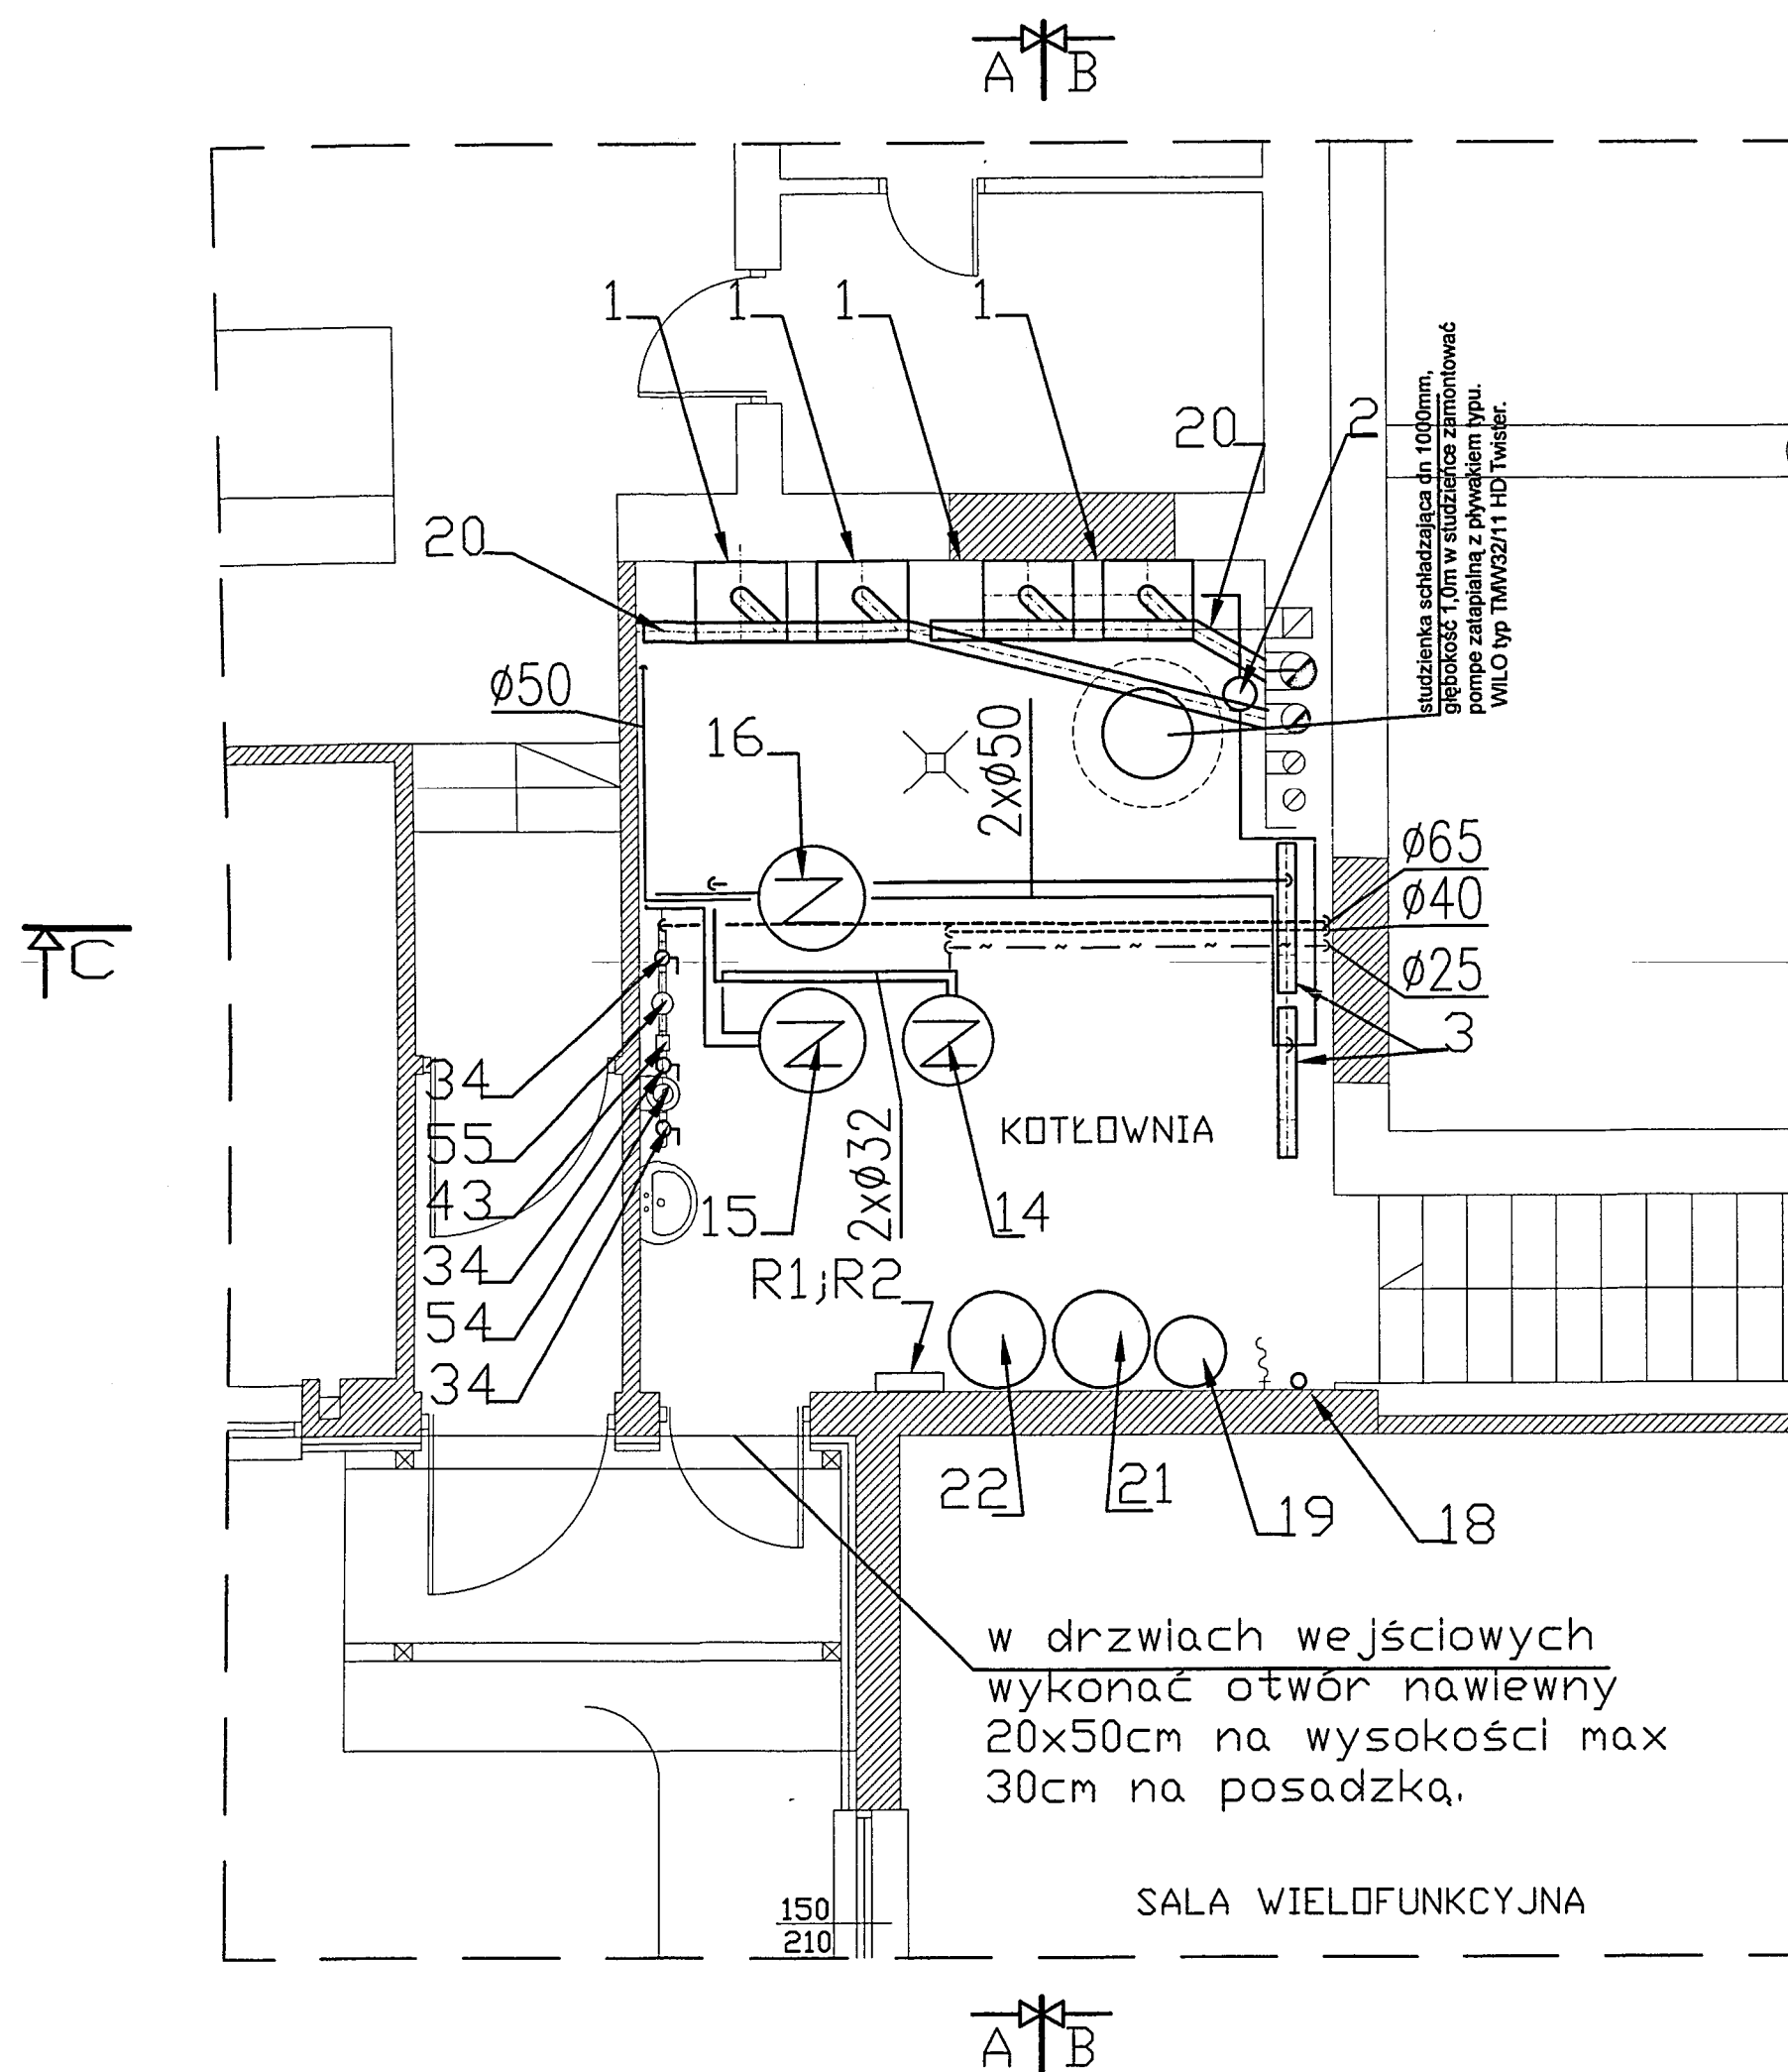 A B
1 1 1 1
20 2
studzienka schładzająca dn 1000mm,
głębokość 1,0m w studzience zamontować
pompe zatapialną z pływakiem typu.
WILO typ TMW32/11 HD Twister.
20
ø50
16
2xø50
ø65
ø40
ø25
C
3
34
55
43
34
54
34
KOTŁOWNIA
15
2xø32
14
R1;R2
22 21 19 18
w drzwiach wejściowych
wykonać otwór nawiewny
20x50cm na wysokości max
30cm na posadzką.
150
210
SALA WIELOFUNKCYJNA
A B